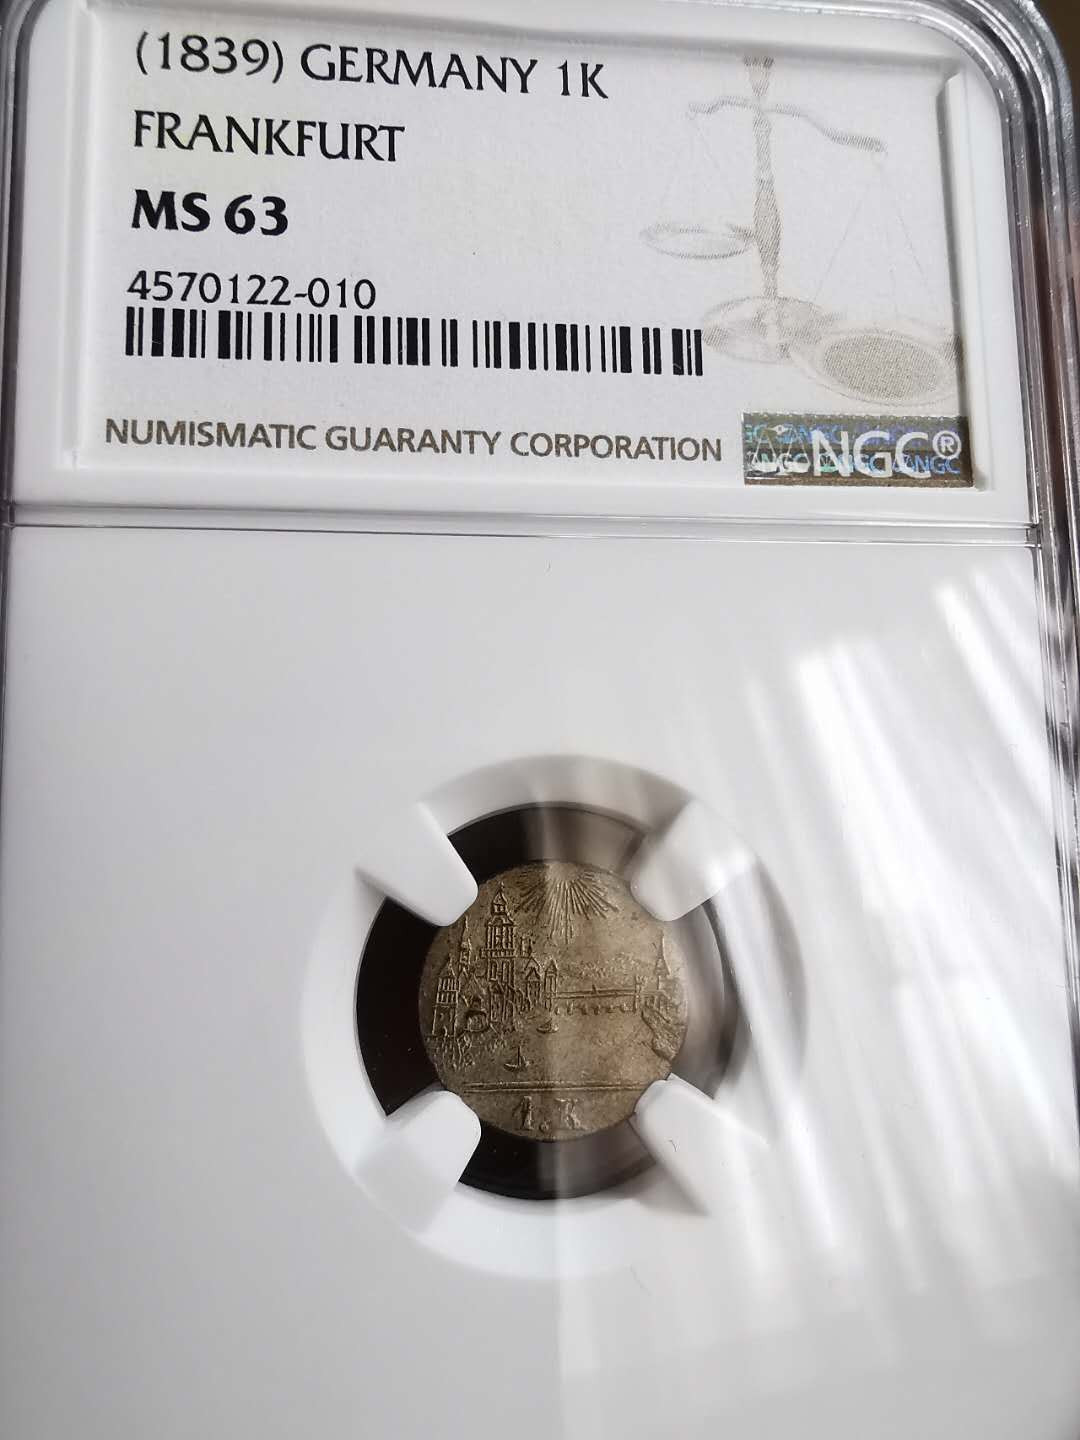 (1839) GERMANY 1K
FRANKFURT
MS 63
4570122-010
NUMISMATIC GUARANTY CORPORATION
NGC®
1.K